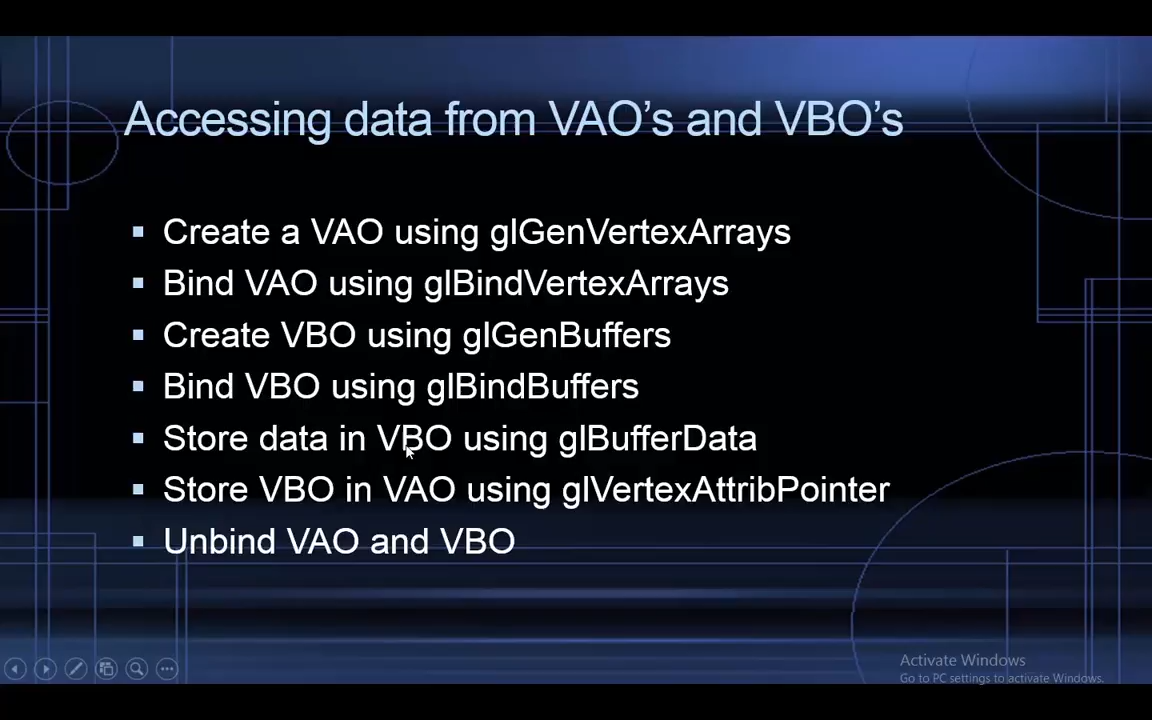 Accessing data from VAO's and VBO's
Create a VAO using glGenVertexArrays
Bind VAO using glBindVertexArrays
Create VBO using glGenBuffers
Bind VBO using glBindBuffers
Store data in VBO using glBufferData
Store VBO in VAO using glVertexAttribPointer
Unbind VAO and VBO
Activate Windows
Go to PC settings to activate Windows.